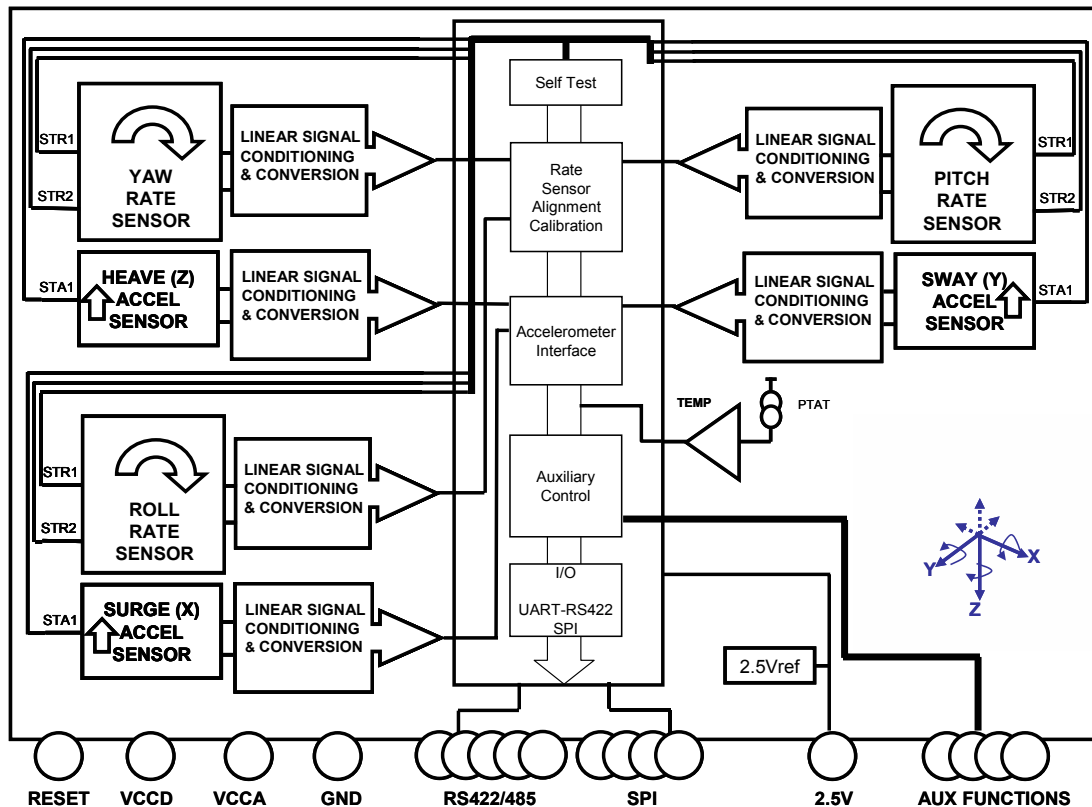 Self Test
STR1
STR2
YAW
RATE
SENSOR
LINEAR SIGNAL
CONDITIONING
& CONVERSION
Rate
Sensor
Alignment
Calibration
LINEAR SIGNAL
CONDITIONING
& CONVERSION
PITCH
RATE
SENSOR
STR1
STR2
STA1
HEAVE (Z)
ACCEL
SENSOR
LINEAR SIGNAL
CONDITIONING
& CONVERSION
Accelerometer
Interface
LINEAR SIGNAL
CONDITIONING
& CONVERSION
SWAY (Y)
ACCEL
SENSOR
STA1
TEMP
PTAT
STR1
STR2
ROLL
RATE
SENSOR
LINEAR SIGNAL
CONDITIONING
& CONVERSION
Auxiliary
Control
X
Y
Z
STA1
SURGE (X)
ACCEL
SENSOR
LINEAR SIGNAL
CONDITIONING
& CONVERSION
I/O
UART-RS422
SPI
2.5Vref
RESET
VCCD
VCCA
GND
RS422/485
SPI
2.5V
AUX FUNCTIONS